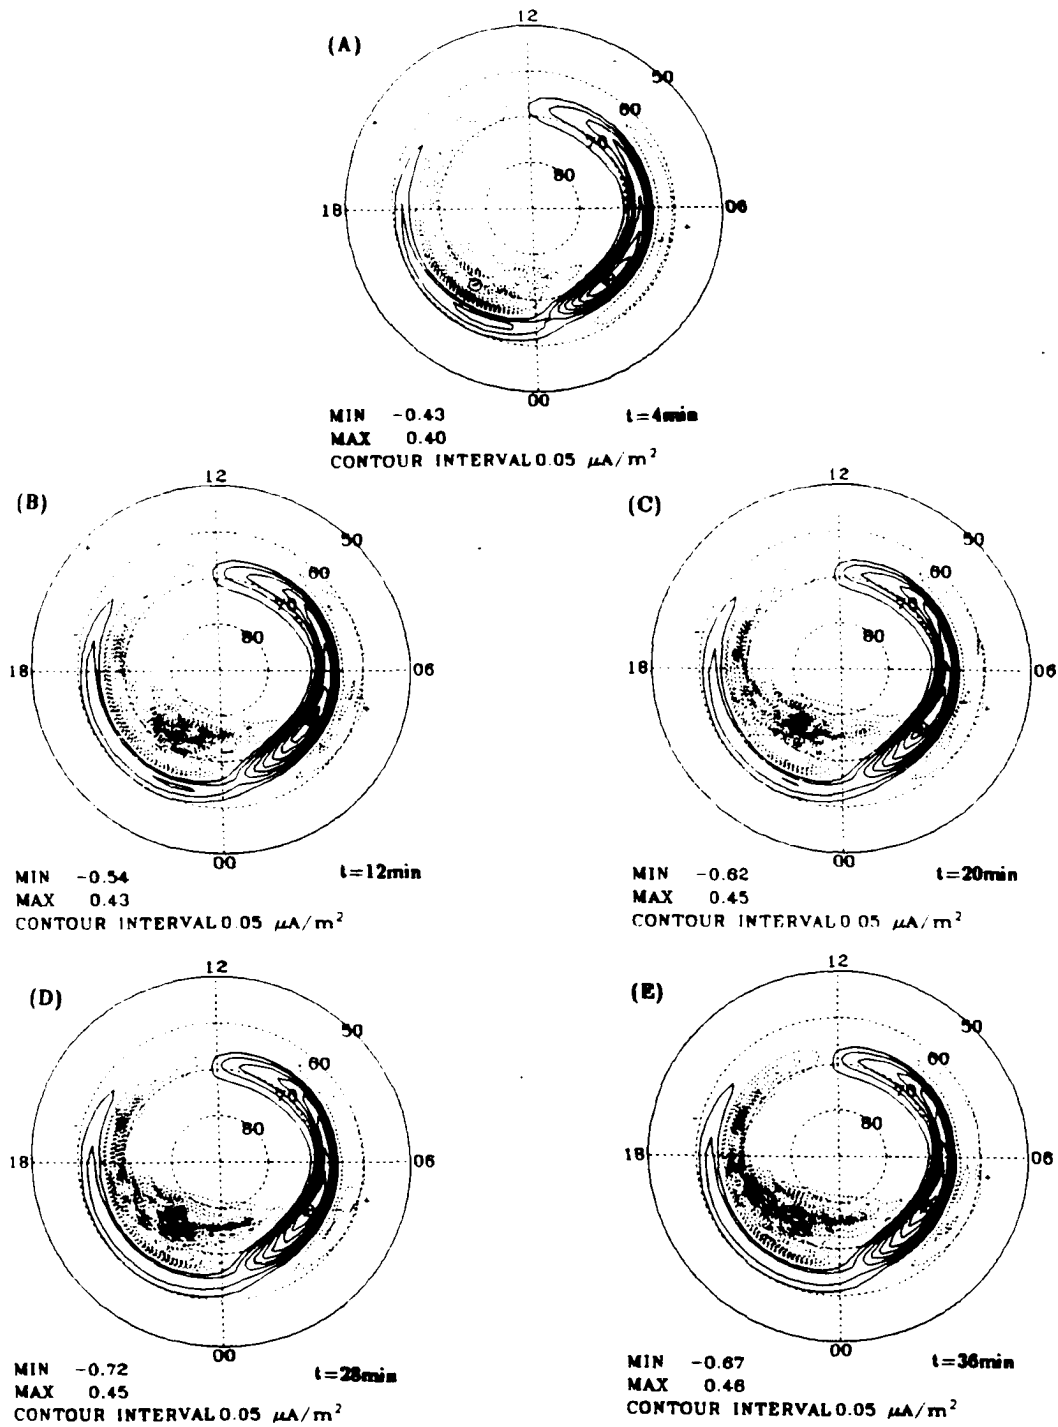 (A)
12
50
60
70
80
18
06
00
MIN -0.43
t=4min
MAX 0.40
CONTOUR INTERVAL 0.05 μA/m²
(B)
12
50
60
70
80
18
06
00
MIN -0.54
t=12min
MAX 0.43
CONTOUR INTERVAL 0.05 μA/m²
(C)
12
50
60
70
80
18
06
00
MIN -0.62
t=20min
MAX 0.45
CONTOUR INTERVAL 0.05 μA/m²
(D)
12
50
60
70
80
18
06
00
MIN -0.72
t=28min
MAX 0.45
CONTOUR INTERVAL 0.05 μA/m²
(E)
12
50
60
70
80
18
06
00
MIN -0.67
t=36min
MAX 0.46
CONTOUR INTERVAL 0.05 μA/m²